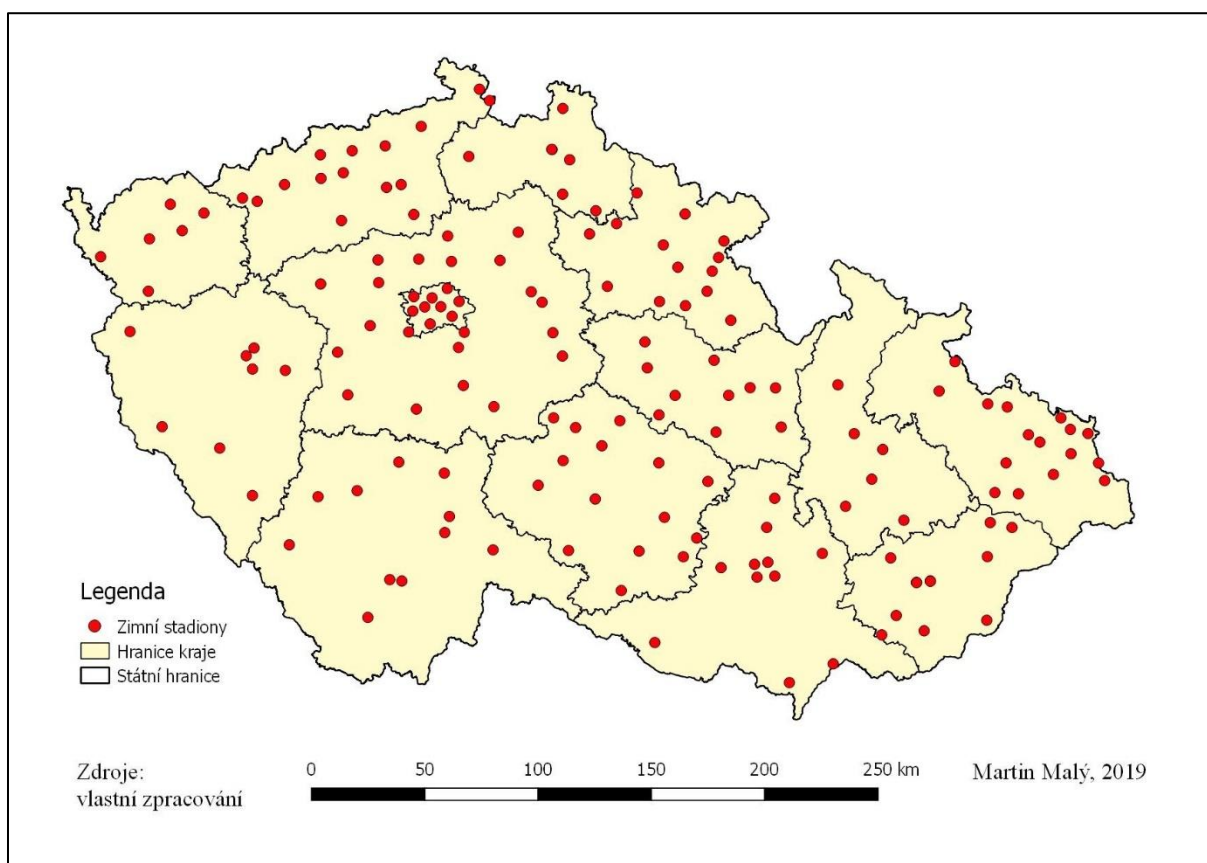 Legenda
Zimní stadiony
Hranice kraje
Státní hranice
Zdroje:
vlastní zpracování
0 50 100 150 200 250 km
Martin Malý, 2019